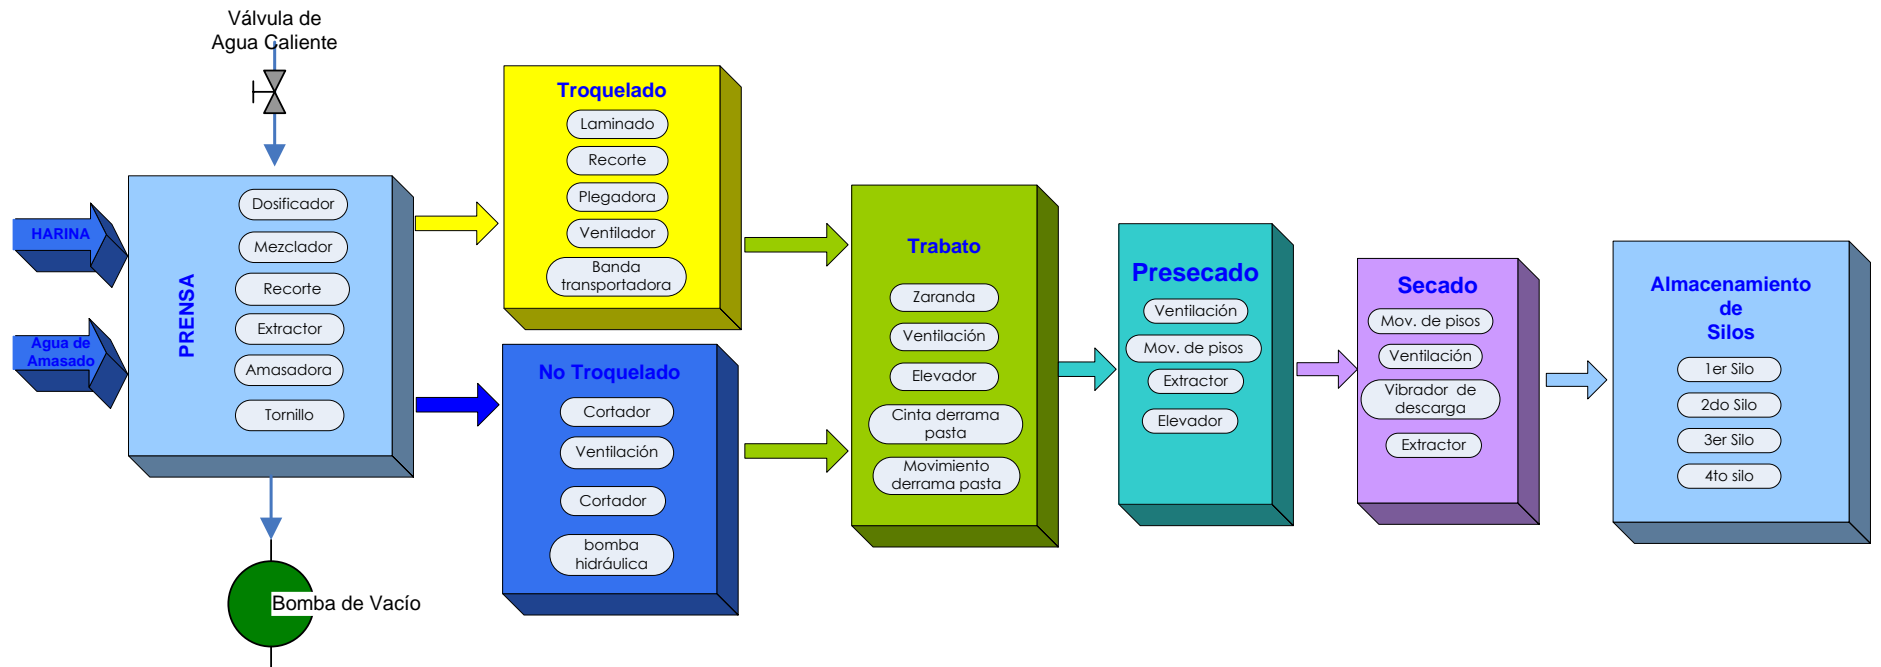 Válvula de
Agua Caliente
HARINA
Agua de
Amasado
PRENSA
Dosificador
Mezclador
Recorte
Extractor
Amasadora
Tornillo
Bomba de Vacío
Troquelado
Laminado
Recorte
Plegadora
Ventilador
Banda
transportadora
No Troquelado
Cortador
Ventilación
Cortador
bomba
hidráulica
Trabato
Zaranda
Ventilación
Elevador
Cinta derrama
pasta
Movimiento
derrama pasta
Presecado
Ventilación
Mov. de pisos
Extractor
Elevador
Secado
Mov. de pisos
Ventilación
Vibrador de
descarga
Extractor
Almacenamiento
de
Silos
1er Silo
2do Silo
3er Silo
4to silo